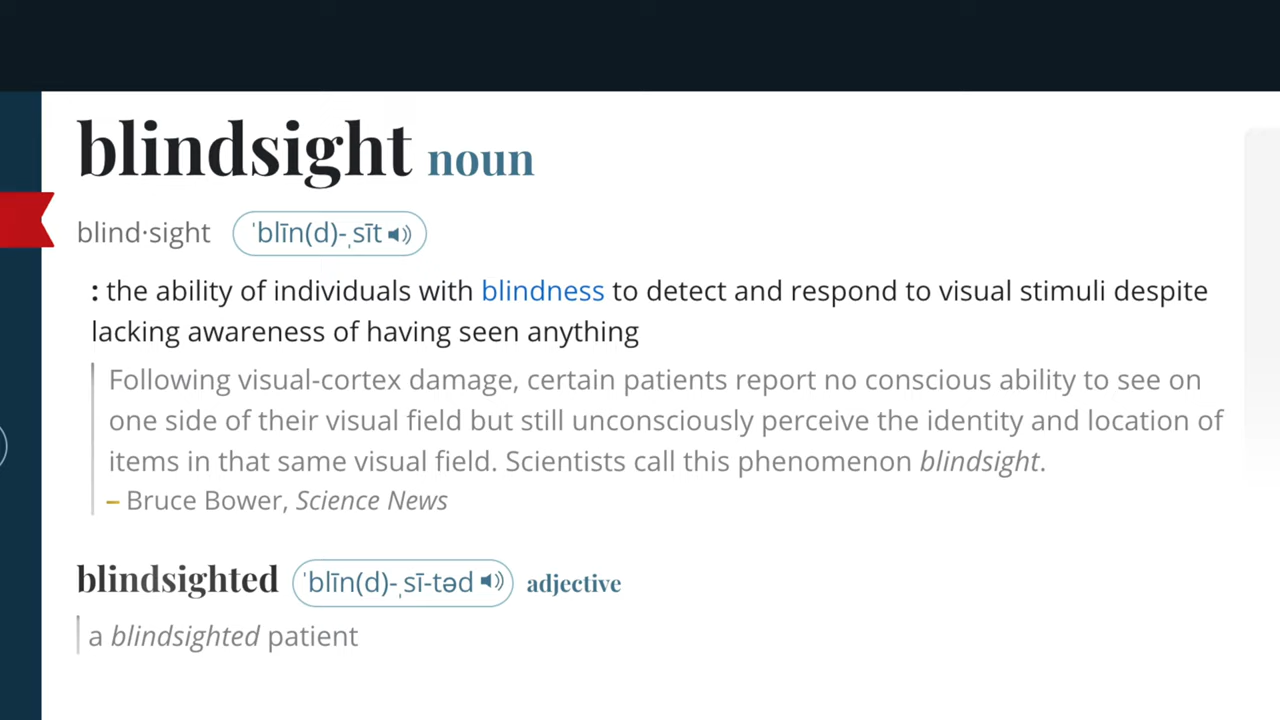 blindsight noun
blind·sight ˈblīn(d)-ˌsīt
: the ability of individuals with blindness to detect and respond to visual stimuli despite
lacking awareness of having seen anything
Following visual-cortex damage, certain patients report no conscious ability to see on
one side of their visual field but still unconsciously perceive the identity and location of
items in that same visual field. Scientists call this phenomenon blindsight.
– Bruce Bower, Science News
blindsighted ˈblīn(d)-ˌsī-təd adjective
a blindsighted patient